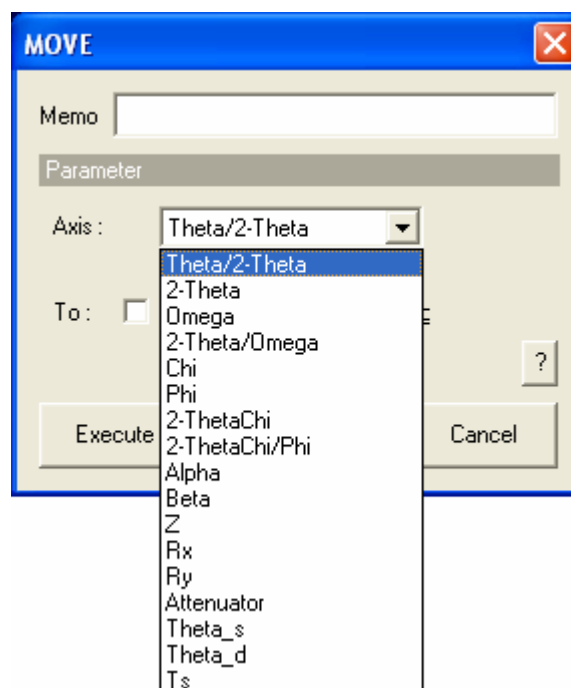 MOVE
Memo
Parameter
Axis : Theta/2-Theta
Theta/2-Theta
2-Theta
To : Omega
2-Theta/Omega
?
Chi
Phi
2-ThetaChi
Execute Cancel
2-ThetaChi/Phi
Alpha
Beta
Z
Rx
Ry
Attenuator
Theta_s
Theta_d
Ts